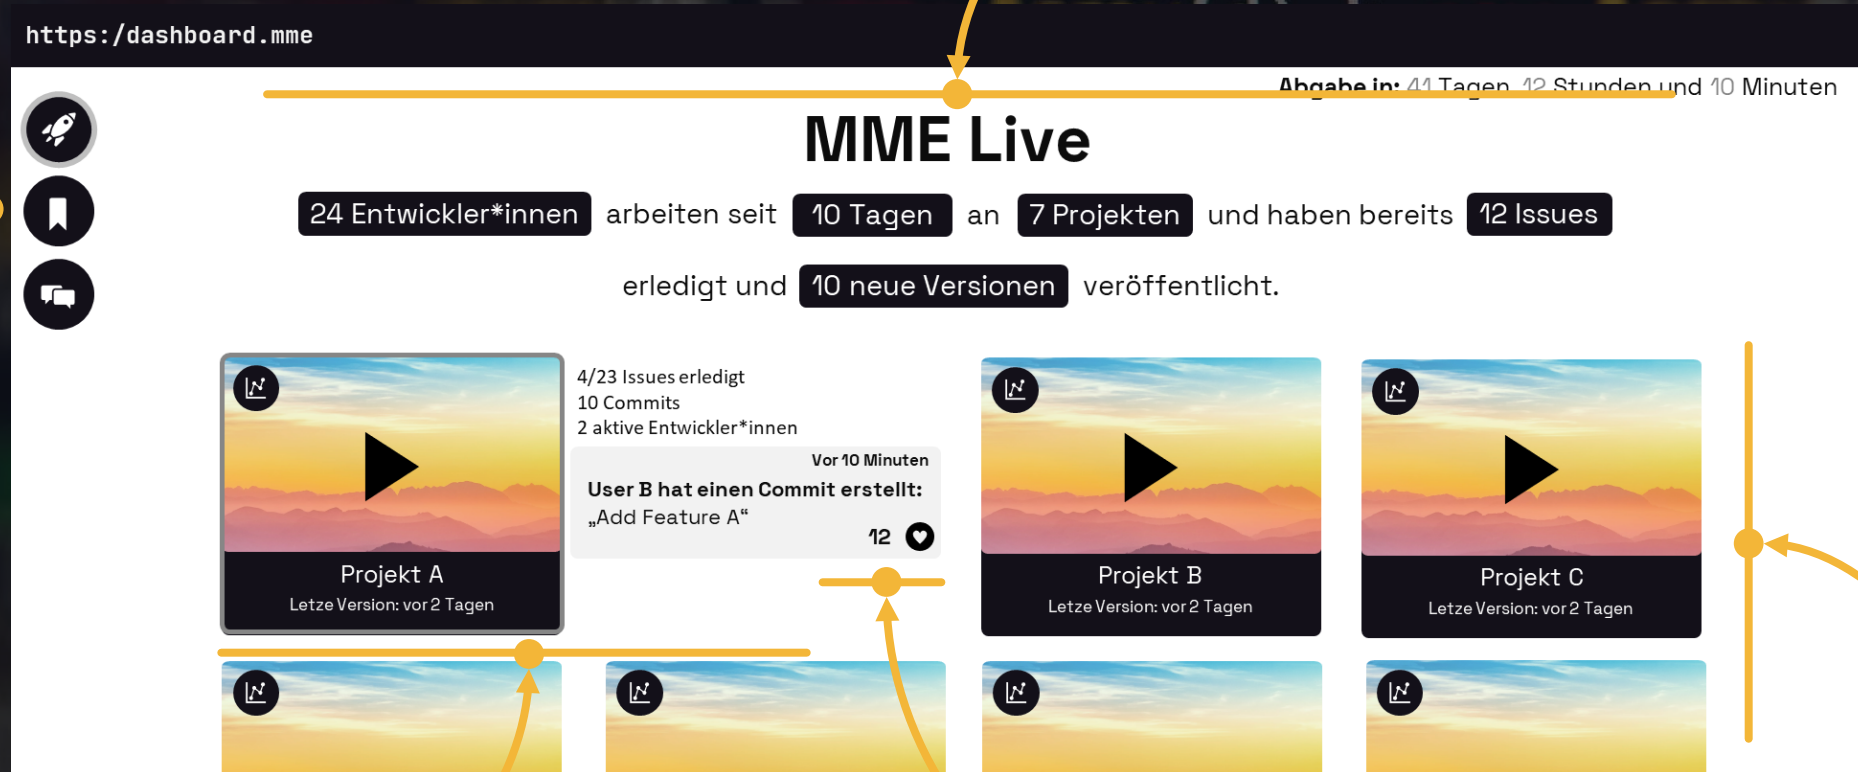 https:/dashboard.mme
Abgabe in: 41 Tagen 12 Stunden und 10 Minuten
MME Live
24 Entwickler*innen arbeiten seit 10 Tagen an 7 Projekten und haben bereits 12 Issues
erledigt und 10 neue Versionen veröffentlicht.
4/23 Issues erledigt
10 Commits
2 aktive Entwickler*innen
Vor 10 Minuten
User B hat einen Commit erstellt:
„Add Feature A“
12
Projekt A
Letze Version: vor 2 Tagen
Projekt B
Letze Version: vor 2 Tagen
Projekt C
Letze Version: vor 2 Tagen